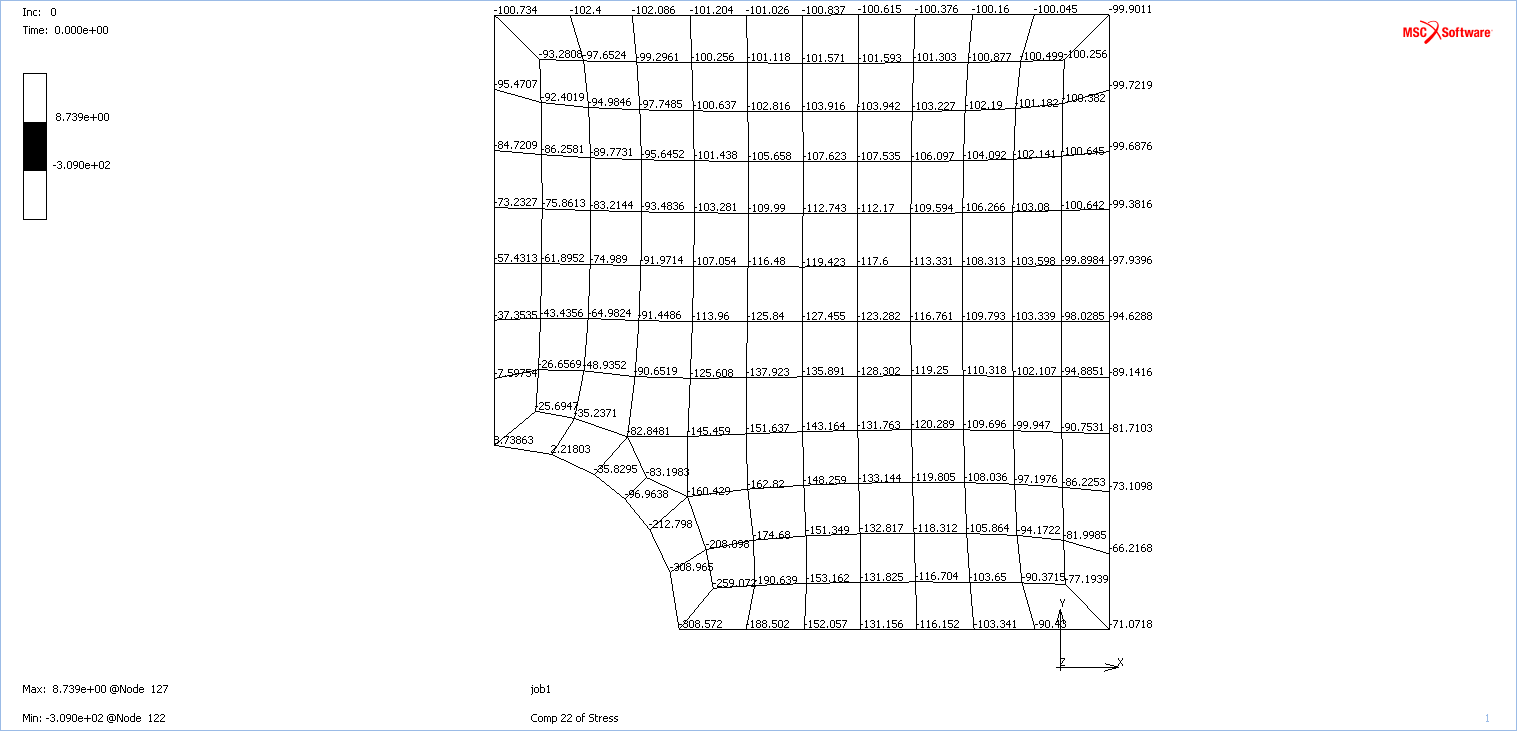 Inc: 0
Time: 0.000e+00
MSC Software
8.739e+00
-3.090e+02
-100.734 -102.4 -102.086 -101.204 -101.026 -100.837 -100.615 -100.376 -100.16 -100.045 -99.9011
-93.2808 -97.6524 -99.2961 -100.256 -101.118 -101.571 -101.593 -101.303 -100.877 -100.499 -100.256
-95.4707 -92.4019 -94.9846 -97.7485 -100.637 -102.816 -103.916 -103.942 -103.227 -102.19 -101.182 -100.382 -99.7219
-84.7209 -86.2581 -89.7731 -95.6452 -101.438 -105.658 -107.623 -107.535 -106.097 -104.092 -102.141 -100.645 -99.6876
-73.2327 -75.8613 -83.2144 -93.4836 -103.281 -109.99 -112.743 -112.17 -109.594 -106.266 -103.08 -100.642 -99.3816
-57.4313 -61.8952 -74.989 -91.9714 -107.054 -116.48 -119.423 -117.6 -113.331 -108.313 -103.598 -99.8984 -97.9396
-37.3535 -43.4356 -64.9824 -91.4486 -113.96 -125.84 -127.455 -123.282 -116.761 -109.793 -103.339 -98.0285 -94.6288
-7.59754 -26.6569 -48.9352 -90.6519 -125.608 -137.923 -135.891 -128.302 -119.25 -110.318 -102.107 -94.8851 -89.1416
-25.6947 -35.2371
8.73863 2.21803 -82.8481 -145.459 -151.637 -143.164 -131.763 -120.289 -109.696 -99.947 -90.7531 -81.7103
-35.8295 -83.1983
-96.9638 -160.429 -162.82 -148.259 -133.144 -119.805 -108.036 -97.1976 -86.2253 -73.1098
-212.798
-208.098 -174.68 -151.349 -132.817 -118.312 -105.864 -94.1722 -81.9985 -66.2168
-308.965
-259.072 -190.639 -153.162 -131.825 -116.704 -103.65 -90.3715 -77.1939
-308.572 -188.502 -152.057 -131.156 -116.152 -103.341 -90.43 -71.0718
Y
Z X
Max: 8.739e+00 @Node 127
job1
Min: -3.090e+02 @Node 122
Comp 22 of Stress
1